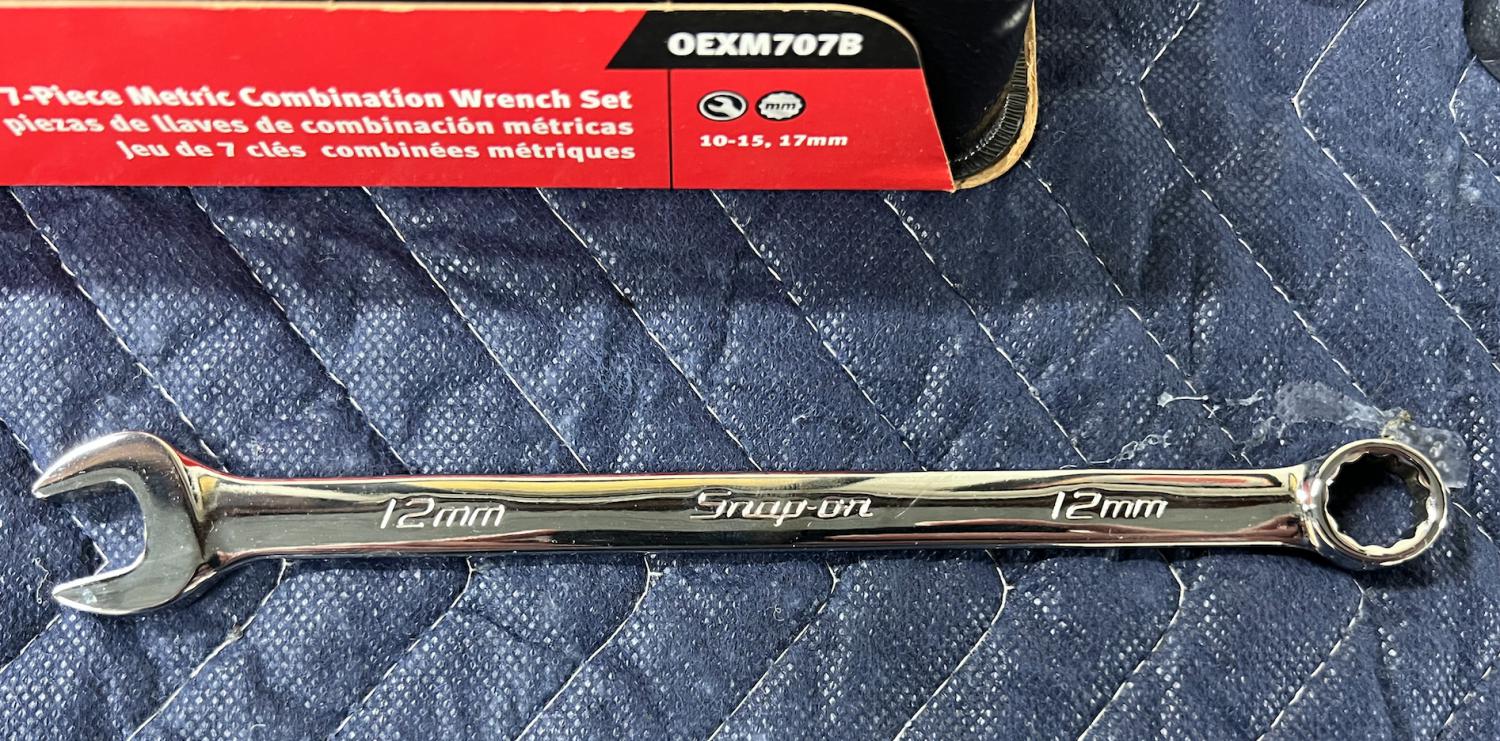 OEXM707B
7-Piece Metric Combination Wrench Set
piezas de llaves de combinación métricas
Jeu de 7 clés combinées métriques
mm
10-15, 17mm
12mm Snap-on 12mm